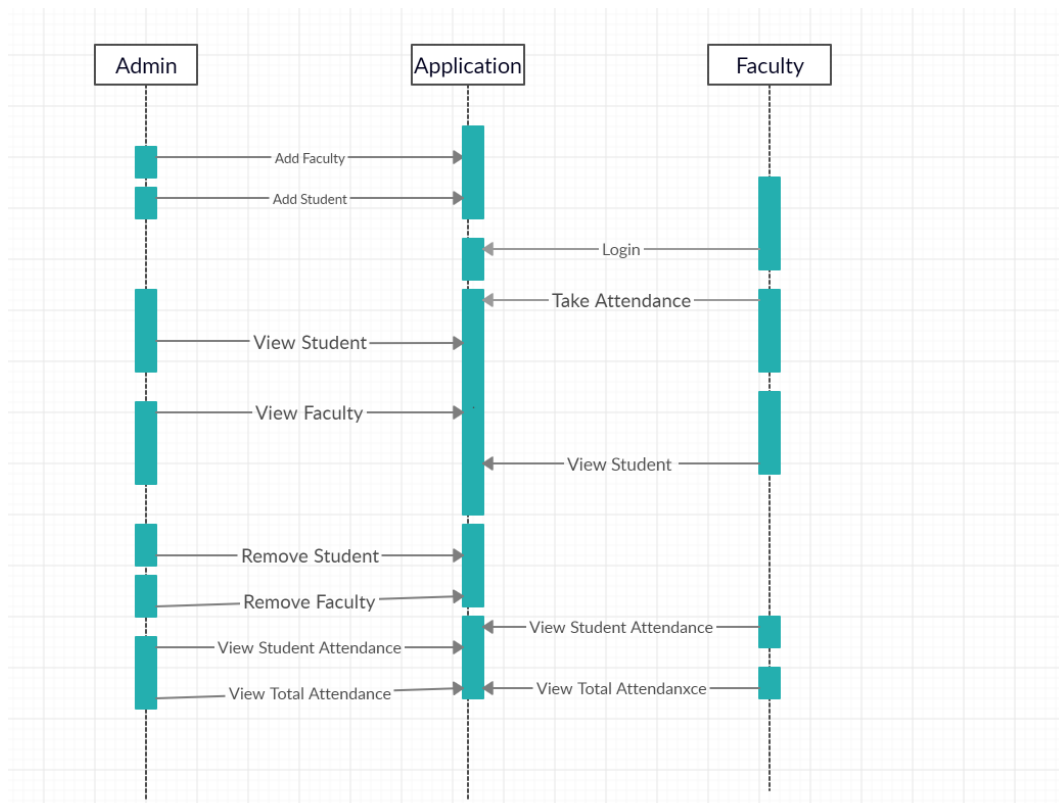 Admin
Application
Faculty
Add Faculty
Add Student
Login
Take Attendance
View Student
View Faculty
View Student
Remove Student
Remove Faculty
View Student Attendance
View Student Attendance
View Total Attendance
View Total Attendanxce